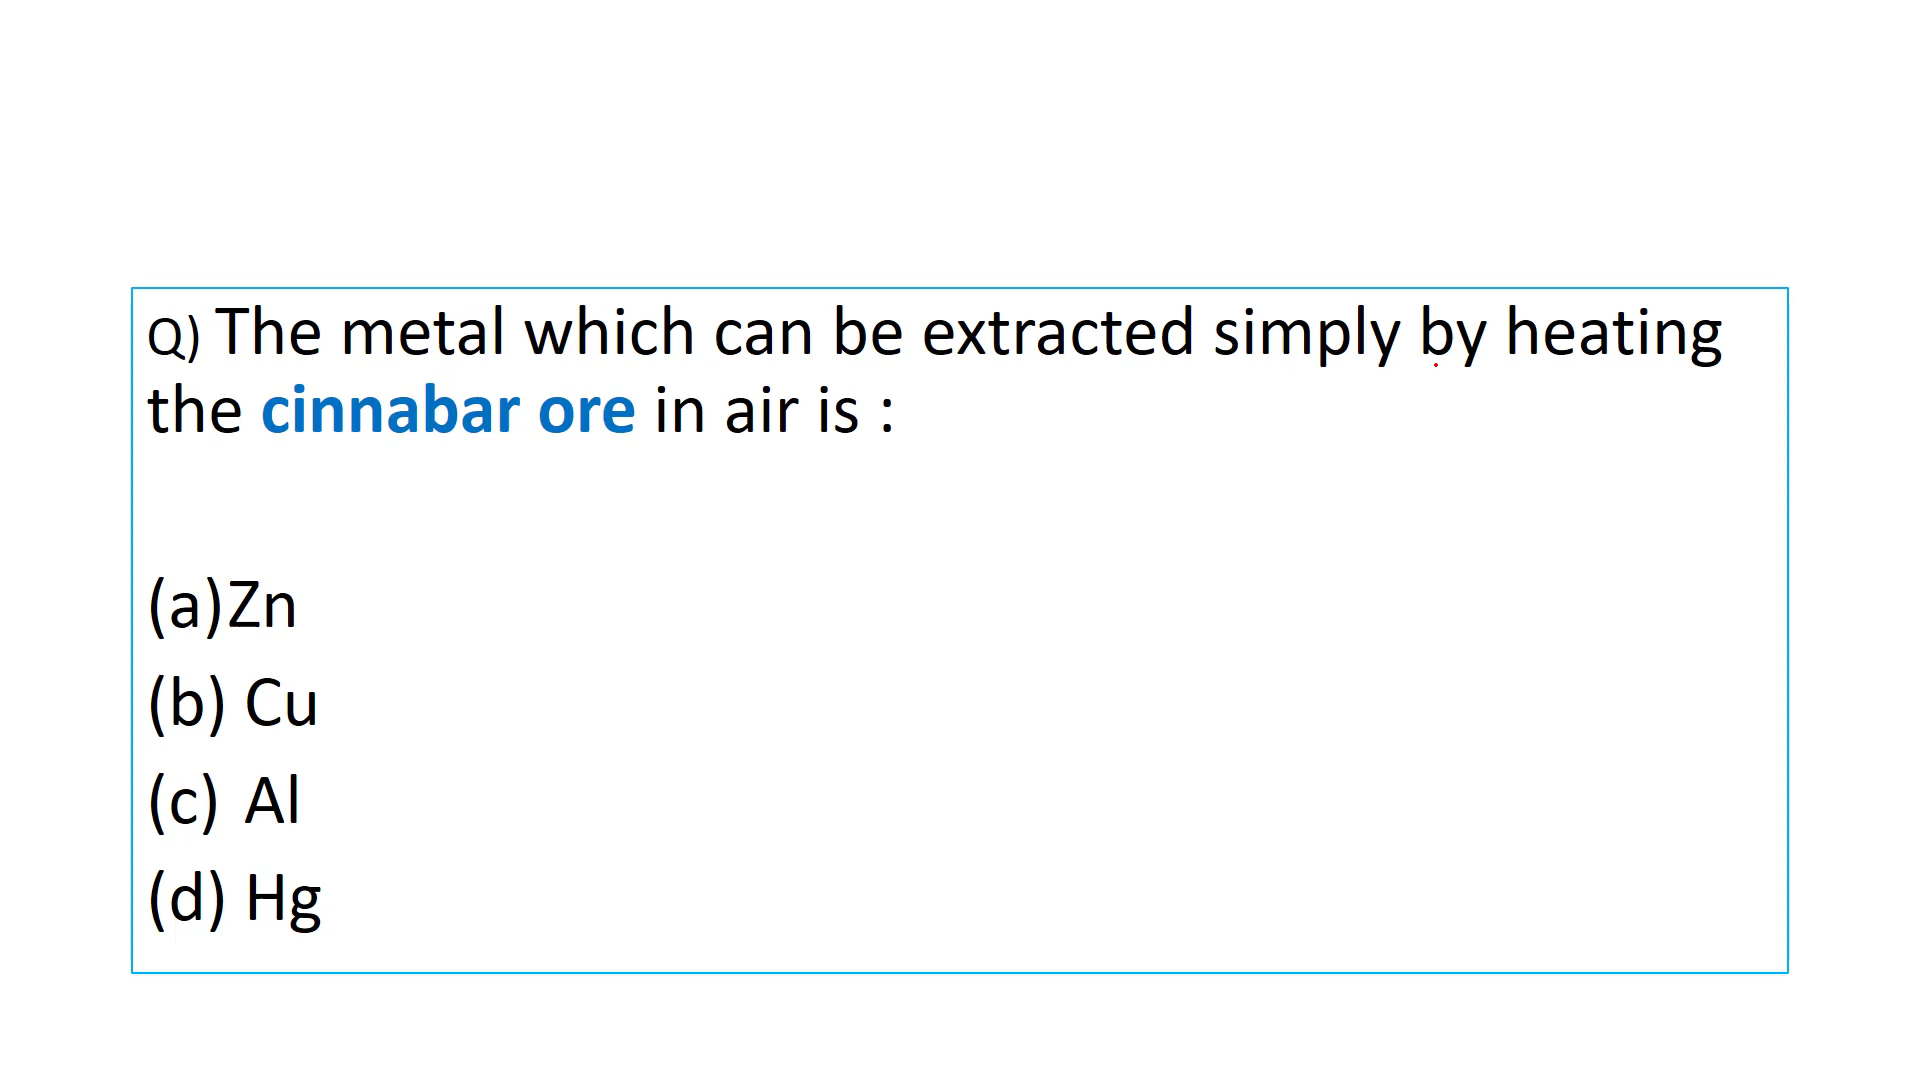 Q) The metal which can be extracted simply by heating
the cinnabar ore in air is :
(a)Zn
(b) Cu
(c) Al
(d) Hg